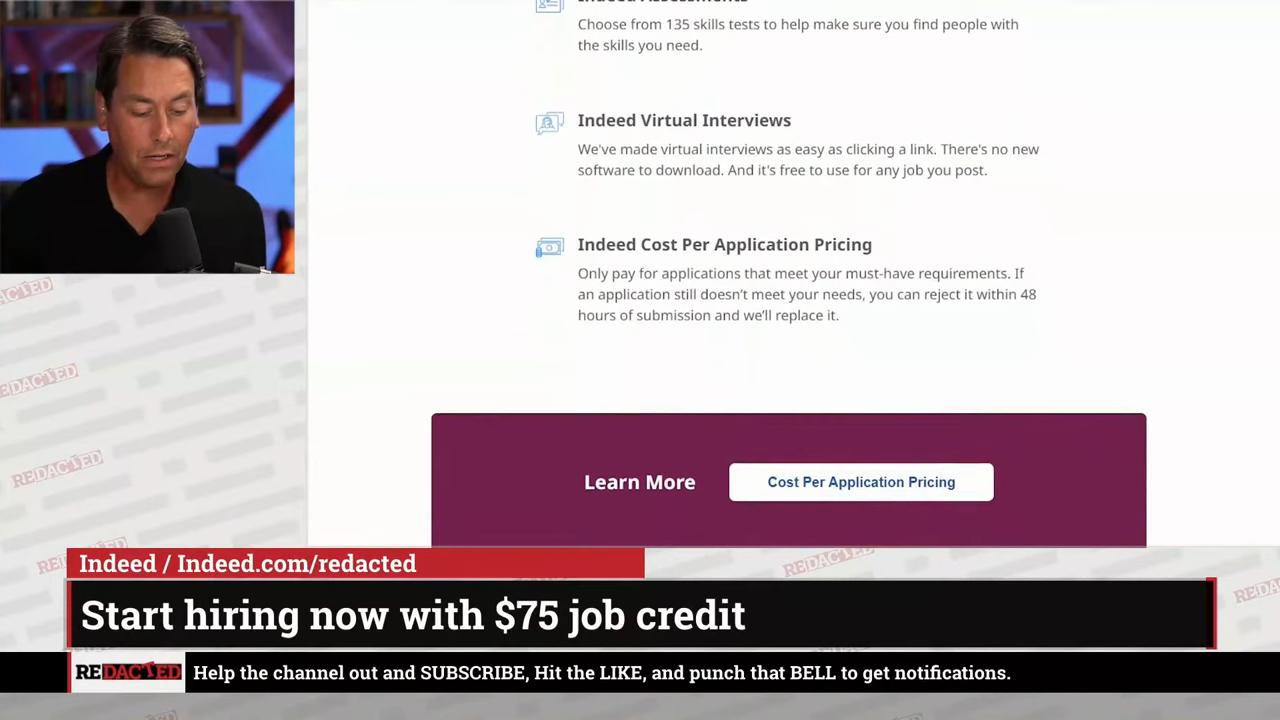 Indeed Assessments
Choose from 135 skills tests to help make sure you find people with
the skills you need.
Indeed Virtual Interviews
We've made virtual interviews as easy as clicking a link. There's no new
software to download. And it's free to use for any job you post.
Indeed Cost Per Application Pricing
Only pay for applications that meet your must-have requirements. If
an application still doesn't meet your needs, you can reject it within 48
hours of submission and we'll replace it.
Learn More
Cost Per Application Pricing
Indeed / Indeed.com/redacted
Start hiring now with $75 job credit
REDACTED
Help the channel out and SUBSCRIBE, Hit the LIKE, and punch that BELL to get notifications.
REDACTED
REDACTED